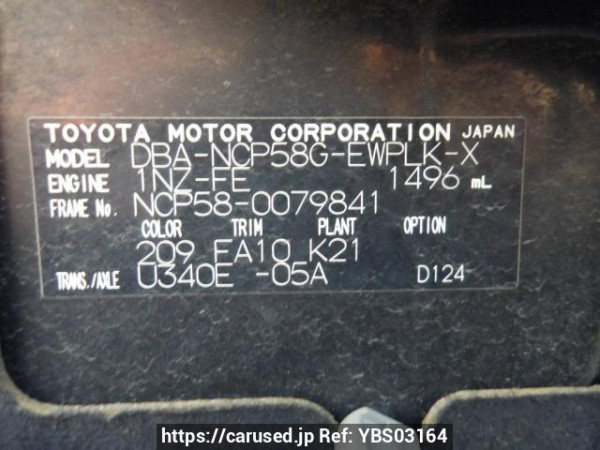 TOYOTA MOTOR CORPORATION JAPAN
MODEL DBA-NCP58G-EWPLK-X
ENGINE 1NZ-FE 1496 mL
FRAME No. NCP58-0079841
COLOR TRIM PLANT OPTION
209 FA10 K21
TRANS./AXLE U340E -05A D124
https://carused.jp Ref: YBS03164